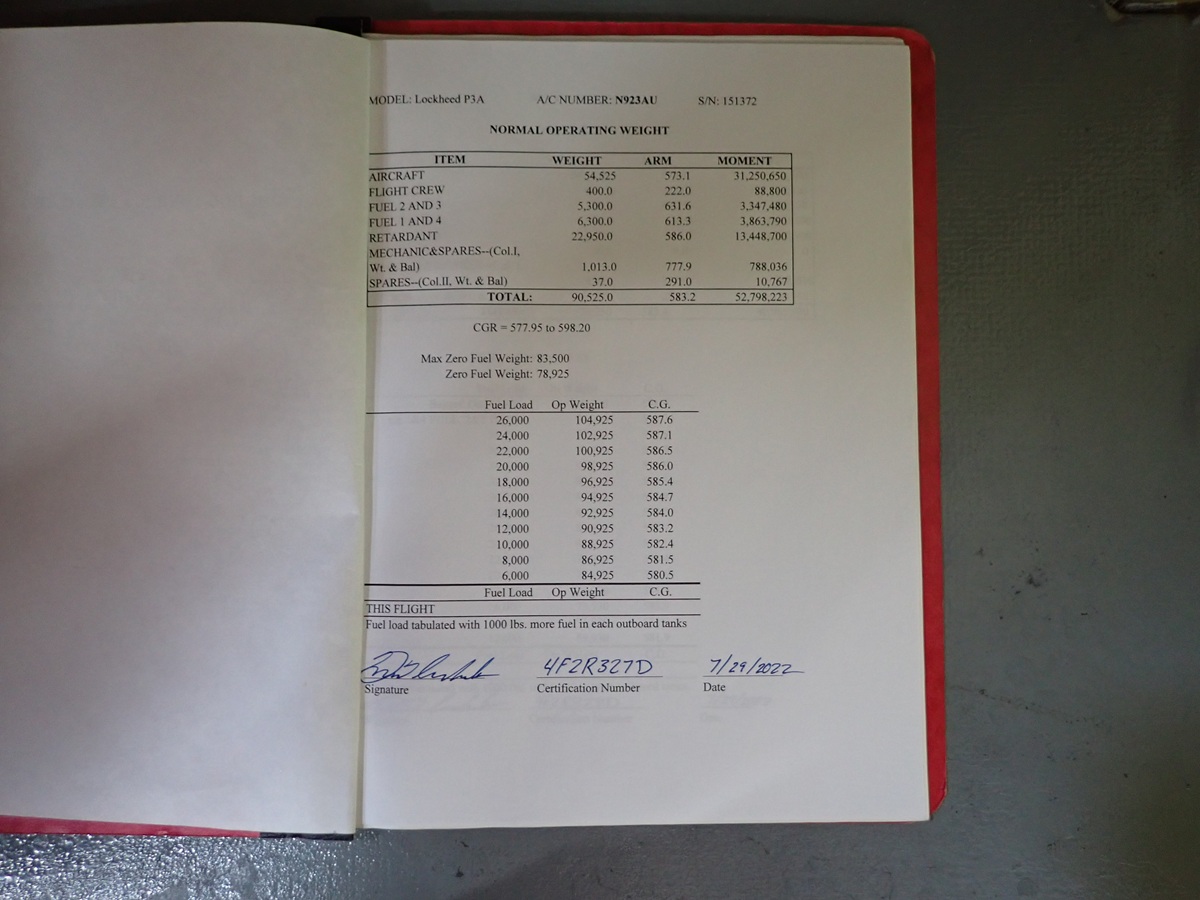 MODEL: Lockheed P3A A/C NUMBER: N923AU S/N: 151372
NORMAL OPERATING WEIGHT
ITEM WEIGHT ARM MOMENT
AIRCRAFT 54,525 573.1 31,250,650
FLIGHT CREW 400.0 222.0 88,800
FUEL 2 AND 3 5,300.0 631.6 3,347,480
FUEL 1 AND 4 6,300.0 613.3 3,863,790
RETARDANT 22,950.0 586.0 13,448,700
MECHANIC&SPARES--(Col.I,
Wt. & Bal) 1,013.0 777.9 788,036
SPARES--(Col.II, Wt. & Bal) 37.0 291.0 10,767
TOTAL: 90,525.0 583.2 52,798,223
CGR = 577.95 to 598.20
Max Zero Fuel Weight: 83,500
Zero Fuel Weight: 78,925
Fuel Load Op Weight C.G.
26,000 104,925 587.6
24,000 102,925 587.1
22,000 100,925 586.5
20,000 98,925 586.0
18,000 96,925 585.4
16,000 94,925 584.7
14,000 92,925 584.0
12,000 90,925 583.2
10,000 88,925 582.4
8,000 86,925 581.5
6,000 84,925 580.5
Fuel Load Op Weight C.G.
THIS FLIGHT
Fuel load tabulated with 1000 lbs. more fuel in each outboard tanks
4F2R327D 7/29/2022
Signature Certification Number Date